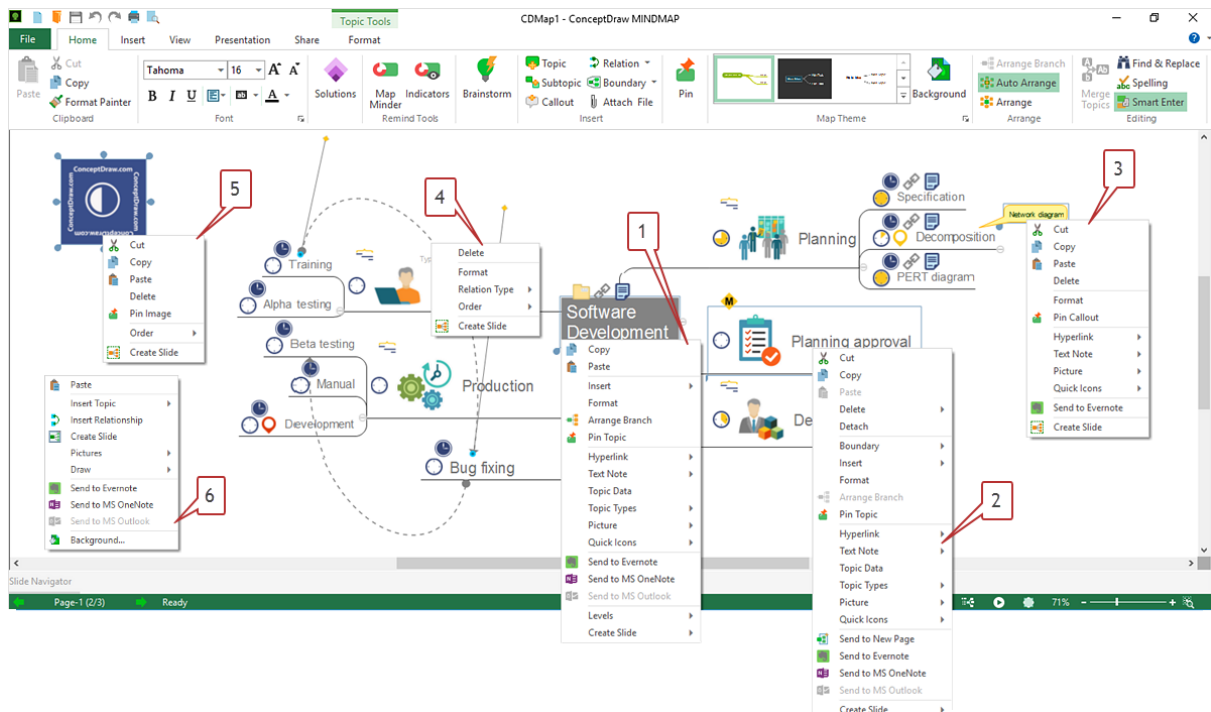 Topic Tools
CDMap1 - ConceptDraw MINDMAP
File
Home
Insert
View
Presentation
Share
Format
Paste
Cut
Copy
Format Painter
Clipboard
Tahoma
16
A
A
B
I
U
A
Font
Solutions
Map
Minder
Indicators
Remind Tools
Brainstorm
Topic
Subtopic
Callout
Relation
Boundary
Attach File
Insert
Pin
Background
Map Theme
Arrange Branch
Auto Arrange
Arrange
Arrange
Merge
Topics
Find & Replace
Spelling
Smart Enter
Editing
ConceptDraw.com
ConceptDraw.com
ConceptDraw.com
ConceptDraw.com
5
Cut
Copy
Paste
Delete
Pin Image
Order
Create Slide
Paste
Insert Topic
Insert Relationship
Create Slide
Pictures
Draw
Send to Evernote
Send to MS OneNote
Send to MS Outlook
Background...
6
Training
Alpha testing
Beta testing
Manual
Development
Production
Bug fixing
4
Delete
Format
Relation Type
Order
Create Slide
1
Software
Development
Copy
Paste
Insert
Format
Arrange Branch
Pin Topic
Hyperlink
Text Note
Topic Data
Topic Types
Picture
Quick Icons
Send to Evernote
Send to MS OneNote
Send to MS Outlook
Levels
Create Slide
Planning
Specification
Decomposition
PERT diagram
Network diagram
M
Planning approval
De
Cut
Copy
Paste
Delete
Detach
Boundary
Insert
Format
Arrange Branch
Pin Topic
Hyperlink
Text Note
Topic Data
Topic Types
Picture
Quick Icons
Send to New Page
Send to Evernote
Send to MS OneNote
Send to MS Outlook
Create Slide
2
3
Cut
Copy
Paste
Delete
Format
Pin Callout
Hyperlink
Text Note
Picture
Quick Icons
Send to Evernote
Create Slide
Slide Navigator
Page-1 (2/3)
Ready
71%